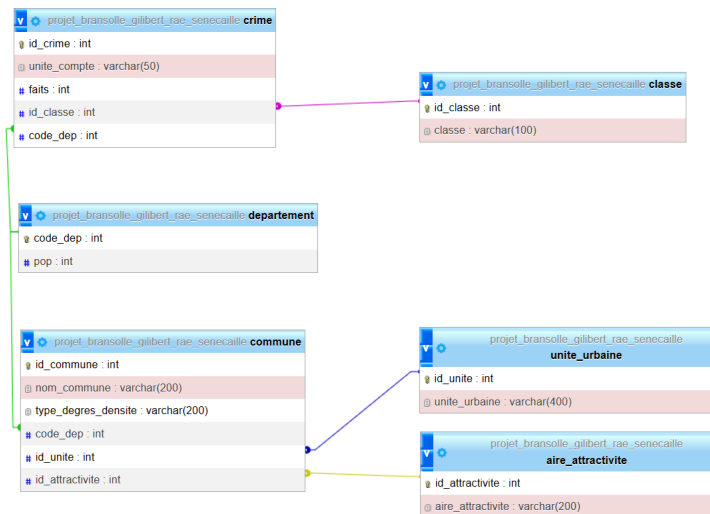 projet_bransolle_gilibert_rae_senecaille crime
id_crime : int
unite_compte : varchar(50)
faits : int
id_classe : int
code_dep : int
projet_bransolle_gilibert_rae_senecaille classe
id_classe : int
classe : varchar(100)
projet_bransolle_gilibert_rae_senecaille departement
code_dep : int
pop : int
projet_bransolle_gilibert_rae_senecaille commune
id_commune : int
nom_commune : varchar(200)
type_degres_densite : varchar(200)
code_dep : int
id_unite : int
id_attractivite : int
projet_bransolle_gilibert_rae_senecaille
unite_urbaine
id_unite : int
unite_urbaine : varchar(400)
projet_bransolle_gilibert_rae_senecaille
aire_attractivite
id_attractivite : int
aire_attractivite : varchar(200)